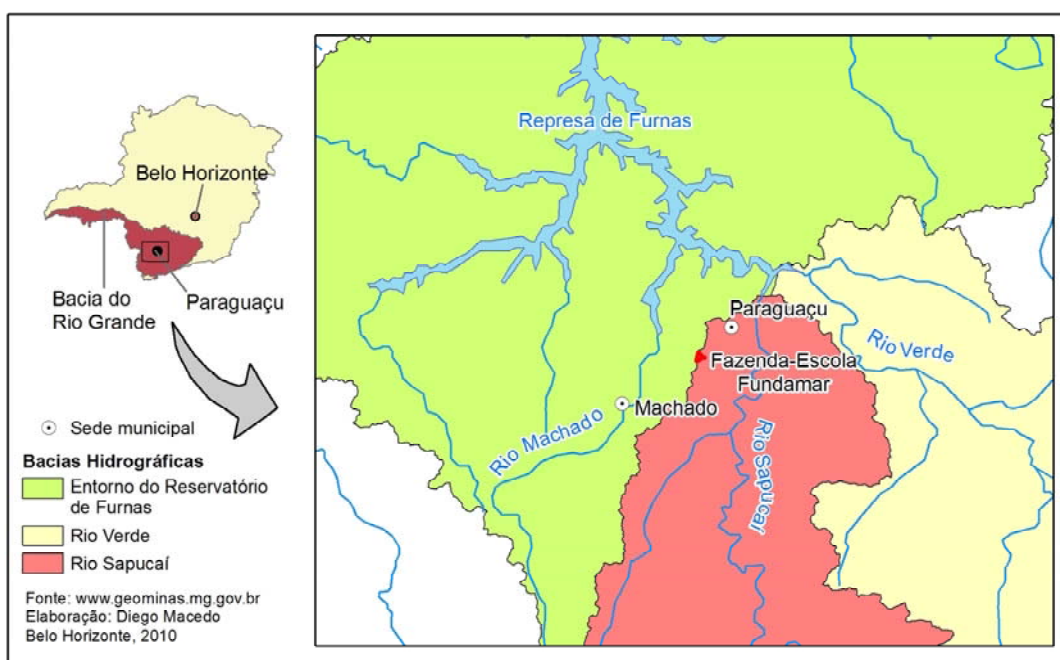 Belo Horizonte
Bacia do
Rio Grande
Paraguaçu
Sede municipal
Bacias Hidrográficas
Entorno do Reservatório
de Furnas
Rio Verde
Rio Sapucaí
Fonte: www.geominas.mg.gov.br
Elaboração: Diego Macedo
Belo Horizonte, 2010
Represa de Furnas
Paraguaçu
Rio Verde
Fazenda-Escola
Fundamar
Machado
Rio Machado
Rio Sapucaí